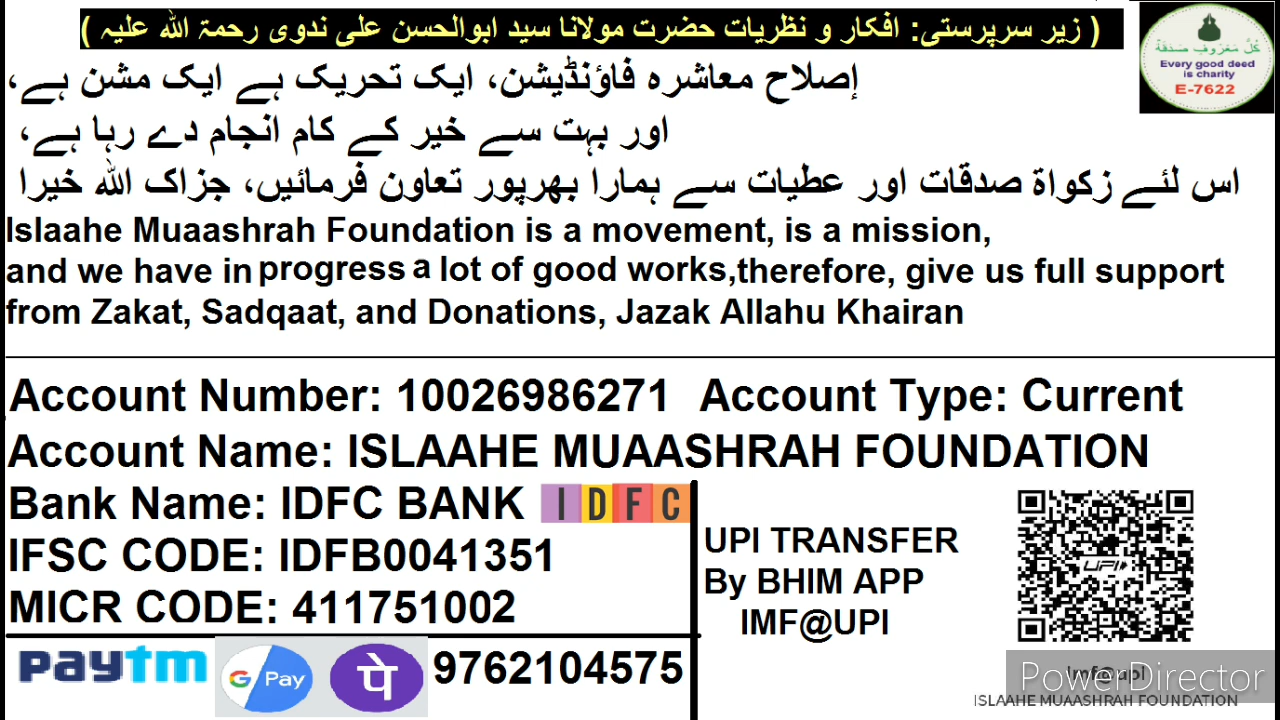 ( زیر سرپرستی: افکار و نظریات حضرت مولانا سید ابوالحسن علی ندوی رحمۃ اللہ علیہ )
كُلُّ مَعْرُوفٍ صَدَقَةٌ
Every good deed
is charity
E-7622
إصلاح معاشرہ فاؤنڈیشن، ایک تحریک ہے ایک مشن ہے،
اور بہت سے خیر کے کام انجام دے رہا ہے،
اس لئے زکواة صدقات اور عطیات سے ہمارا بھرپور تعاون فرمائیں، جزاک اللہ خیرا
Islaahe Muaashrah Foundation is a movement, is a mission,
and we have in progress a lot of good works,therefore, give us full support
from Zakat, Sadqaat, and Donations, Jazak Allahu Khairan
Account Number: 10026986271 Account Type: Current
Account Name: ISLAAHE MUAASHRAH FOUNDATION
Bank Name: IDFC BANK IDFC
IFSC CODE: IDFB0041351
MICR CODE: 411751002
UPI TRANSFER
By BHIM APP
IMF@UPI
UPI
paytm G Pay पे 9762104575
imf@upi
PowerDirector
ISLAAHE MUAASHRAH FOUNDATION